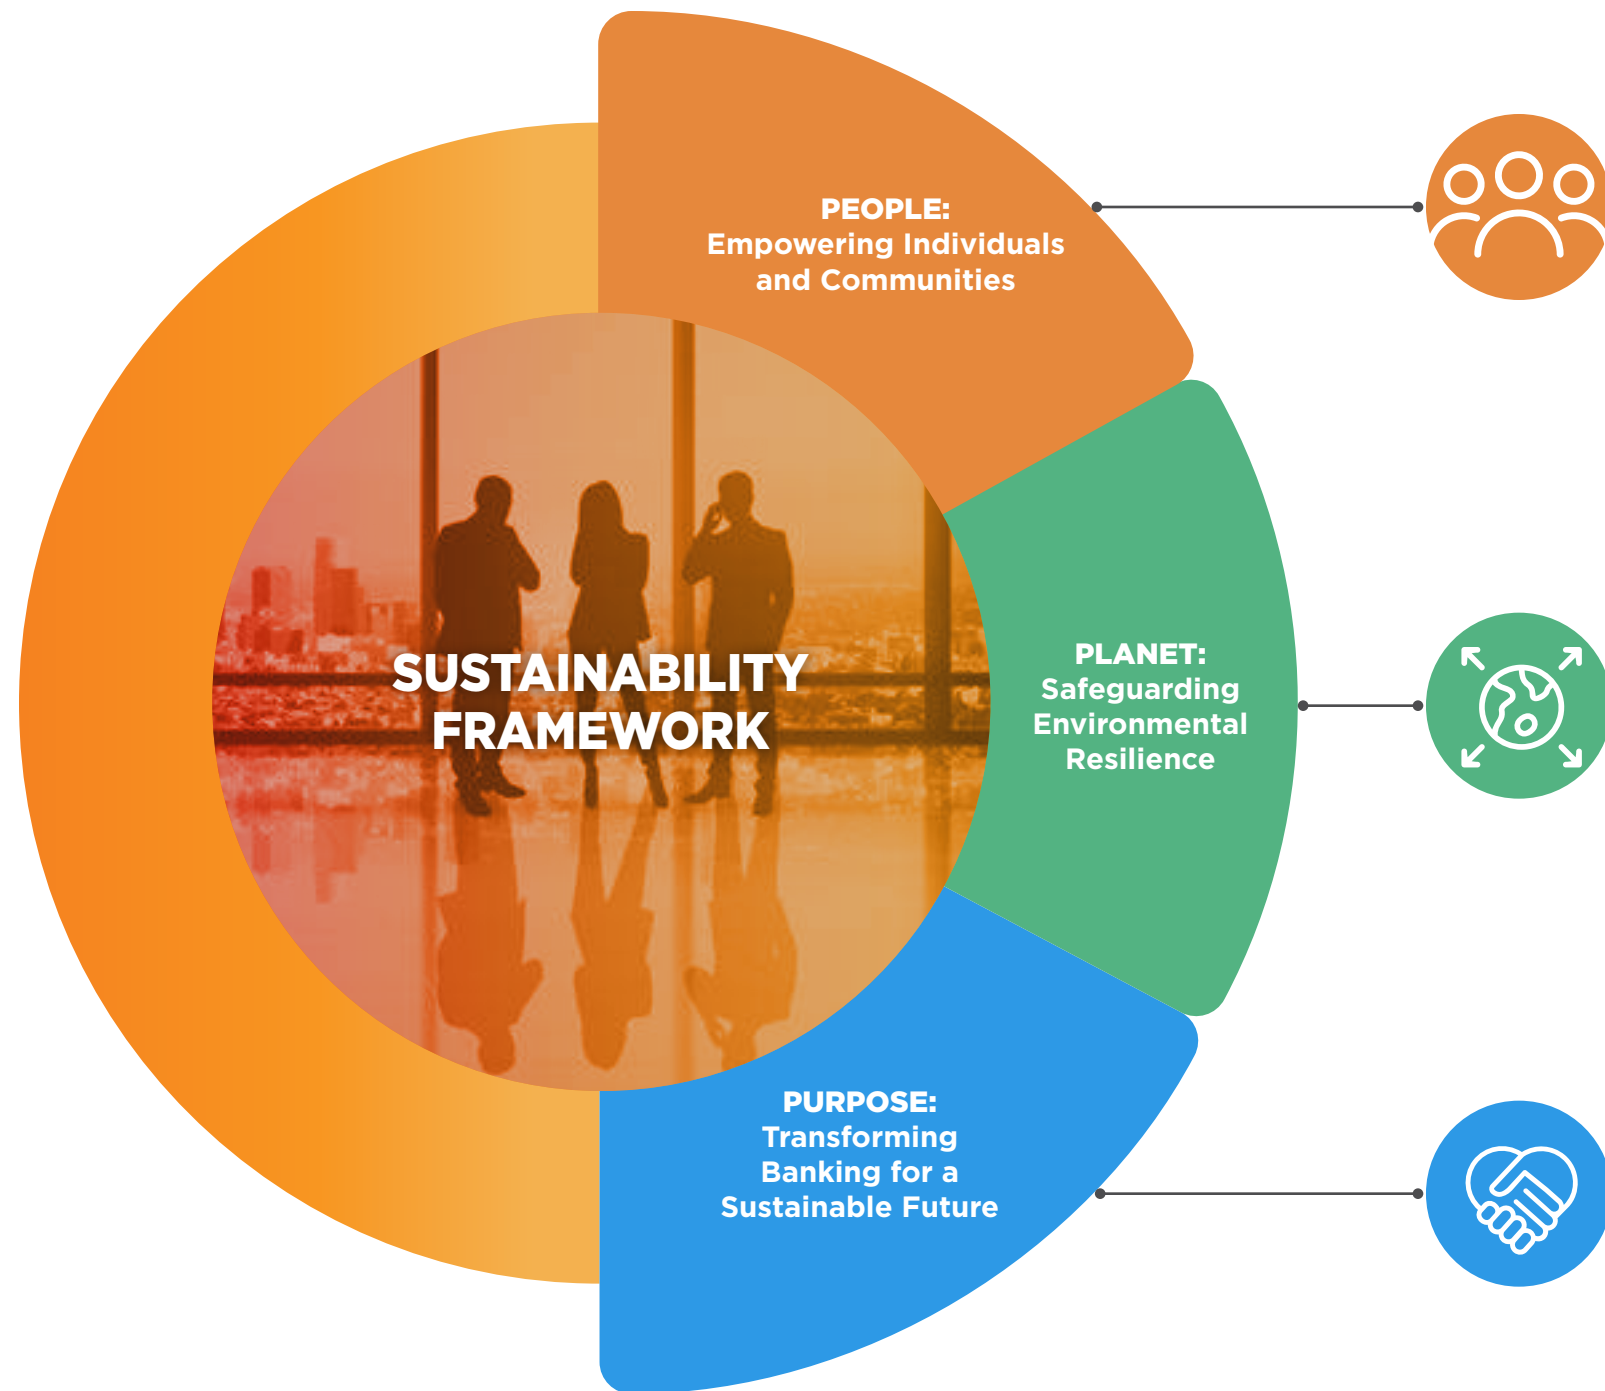 PEOPLE:
Empowering Individuals
and Communities
SUSTAINABILITY
FRAMEWORK
PLANET:
Safeguarding
Environmental
Resilience
PURPOSE:
Transforming
Banking for a
Sustainable Future